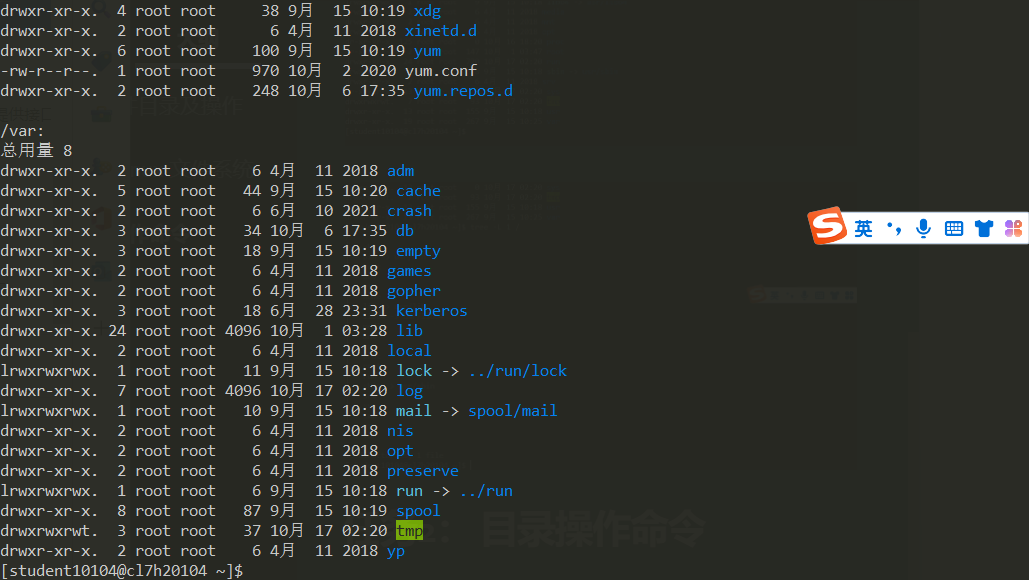 drwxr-xr-x.  4 root root     38 9月  15 10:19 xdg
drwxr-xr-x.  2 root root      6 4月  11 2018 xinetd.d
drwxr-xr-x.  6 root root    100 9月  15 10:19 yum
-rw-r--r--.  1 root root    970 10月  2 2020 yum.conf
drwxr-xr-x.  2 root root    248 10月  6 17:35 yum.repos.d
/var:
总用量 8
drwxr-xr-x.  2 root root    6 4月  11 2018 adm
drwxr-xr-x.  5 root root   44 9月  15 10:20 cache
drwxr-xr-x.  2 root root    6 6月  10 2021 crash
drwxr-xr-x.  3 root root   34 10月  6 17:35 db
drwxr-xr-x.  3 root root   18 9月  15 10:19 empty
drwxr-xr-x.  2 root root    6 4月  11 2018 games
drwxr-xr-x.  2 root root    6 4月  11 2018 gopher
drwxr-xr-x.  3 root root   18 6月  28 23:31 kerberos
drwxr-xr-x. 24 root root 4096 10月  1 03:28 lib
drwxr-xr-x.  2 root root    6 4月  11 2018 local
lrwxrwxrwx.  1 root root   11 9月  15 10:18 lock -> ../run/lock
drwxr-xr-x.  7 root root 4096 10月 17 02:20 log
lrwxrwxrwx.  1 root root   10 9月  15 10:18 mail -> spool/mail
drwxr-xr-x.  2 root root    6 4月  11 2018 nis
drwxr-xr-x.  2 root root    6 4月  11 2018 opt
drwxr-xr-x.  2 root root    6 4月  11 2018 preserve
lrwxrwxrwx.  1 root root    6 9月  15 10:18 run -> ../run
drwxr-xr-x.  8 root root   87 9月  15 10:19 spool
drwxrwxrwt.  3 root root   37 10月 17 02:20 tmp
drwxr-xr-x.  2 root root    6 4月  11 2018 yp
[student10104@cl7h20104 ~]$
S 英
目录操作命令